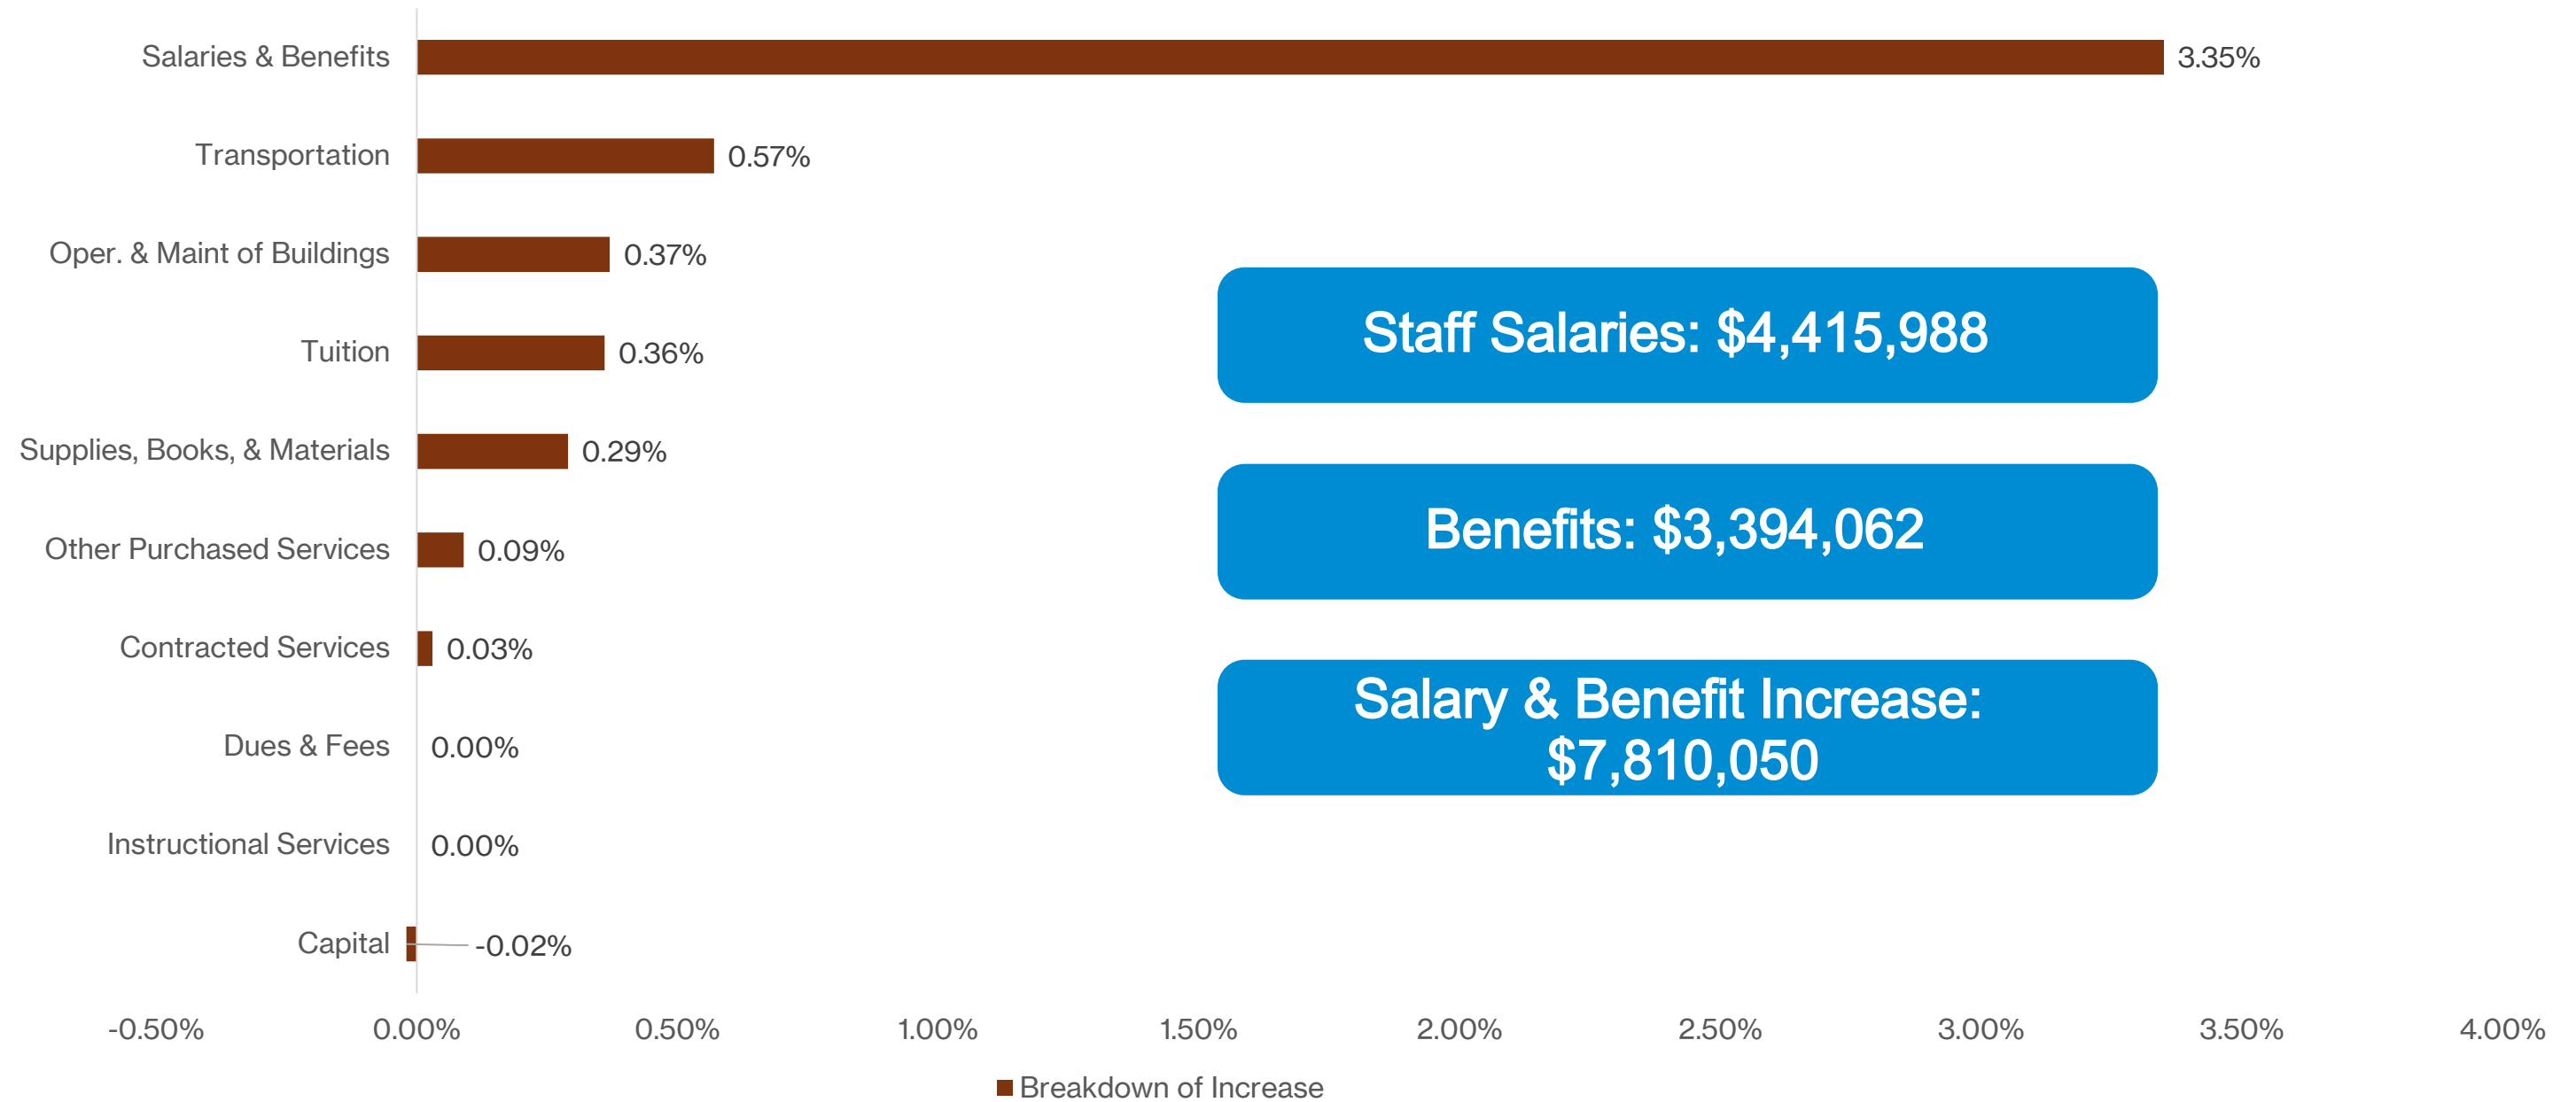 Salaries & Benefits 3.35%
Transportation 0.57%
Oper. & Maint of Buildings 0.37%
Tuition 0.36%
Supplies, Books, & Materials 0.29%
Other Purchased Services 0.09%
Contracted Services 0.03%
Dues & Fees 0.00%
Instructional Services 0.00%
Capital -0.02%
Staff Salaries: $4,415,988
Benefits: $3,394,062
Salary & Benefit Increase:
$7,810,050
-0.50% 0.00% 0.50% 1.00% 1.50% 2.00% 2.50% 3.00% 3.50% 4.00%
Breakdown of Increase